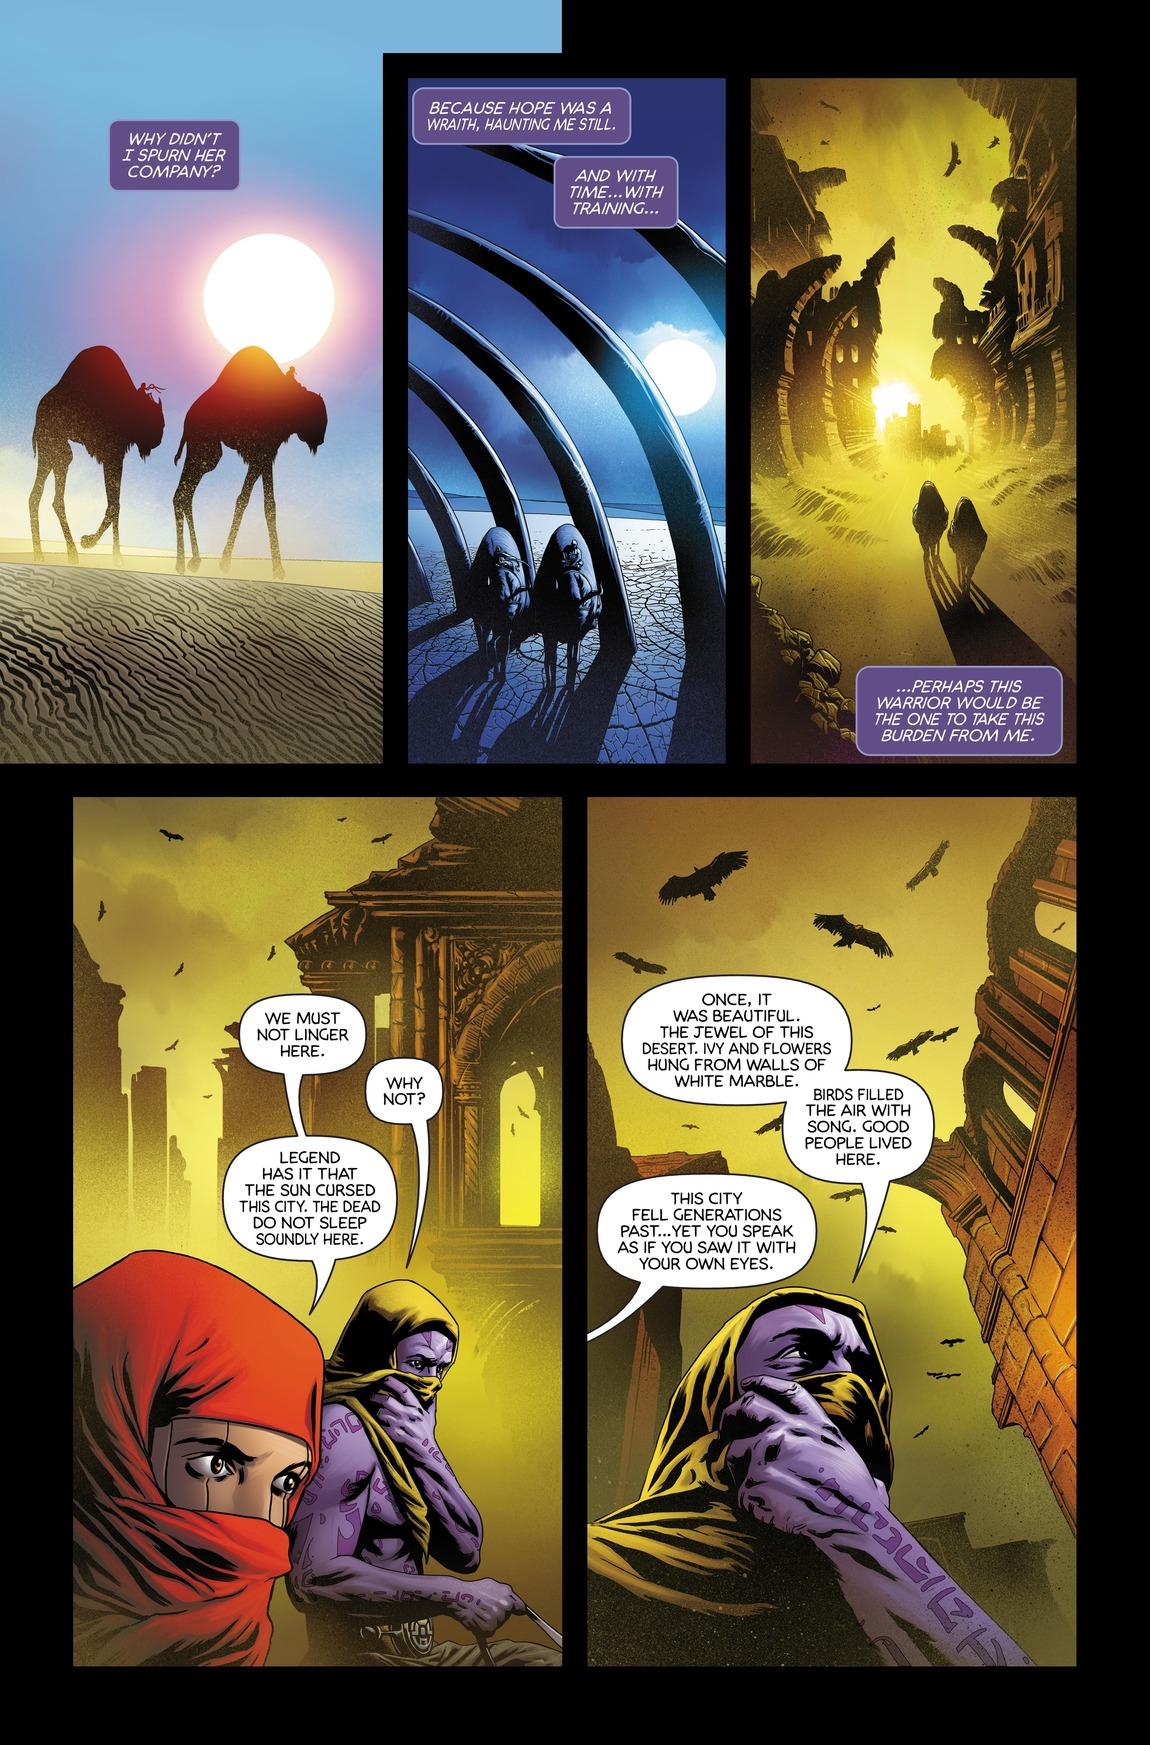 WHY DIDN'T
I SPURN HER
COMPANY?
BECAUSE HOPE WAS A
WRAITH, HAUNTING ME STILL.
AND WITH
TIME...WITH
TRAINING...
...PERHAPS THIS
WARRIOR WOULD BE
THE ONE TO TAKE THIS
BURDEN FROM ME.
WE MUST
NOT LINGER
HERE.
WHY
NOT?
LEGEND
HAS IT THAT
THE SUN CURSED
THIS CITY. THE DEAD
DO NOT SLEEP
SOUNDLY HERE.
ONCE, IT
WAS BEAUTIFUL.
THE JEWEL OF THIS
DESERT. IVY AND FLOWERS
HUNG FROM WALLS OF
WHITE MARBLE.
BIRDS FILLED
THE AIR WITH
SONG. GOOD
PEOPLE LIVED
HERE.
THIS CITY
FELL GENERATIONS
PAST...YET YOU SPEAK
AS IF YOU SAW IT WITH
YOUR OWN EYES.